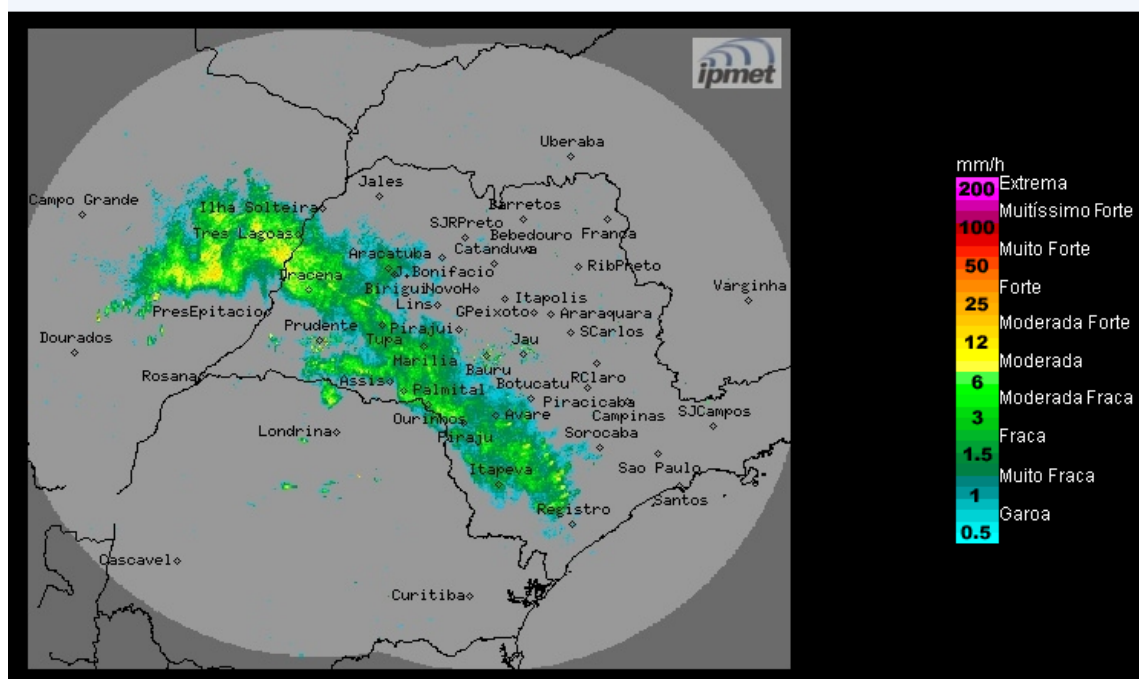 ipmet
Uberaba
Jales
Campo Grande
Ilha Solteira
Barretos
SJRPreto
Bebedouro
Franca
Tres Lagoas
Catanduva
Aracatuba
J.Bonifacio
RibPreto
Dracena
Birigui
NovoH
Itapolis
Varginha
Lins
PresEpitacio
GPeixoto
Araraquara
Prudente
Pirajui
SCarlos
Dourados
Tupa
Jau
Marilia
Bauru
Rosana
Assis
RClaro
Palmital
Botucatu
Piracicaba
Ourinhos
Avare
Campinas
SJCampos
Londrina
Piraju
Sorocaba
Itapeva
Sao Paulo
Santos
Registro
Cascavel
Curitiba
mm/h
200 Extrema
Muitíssimo Forte
100
Muito Forte
50
Forte
25
Moderada Forte
12
Moderada
6
Moderada Fraca
3
Fraca
1.5
Muito Fraca
1
Garoa
0.5